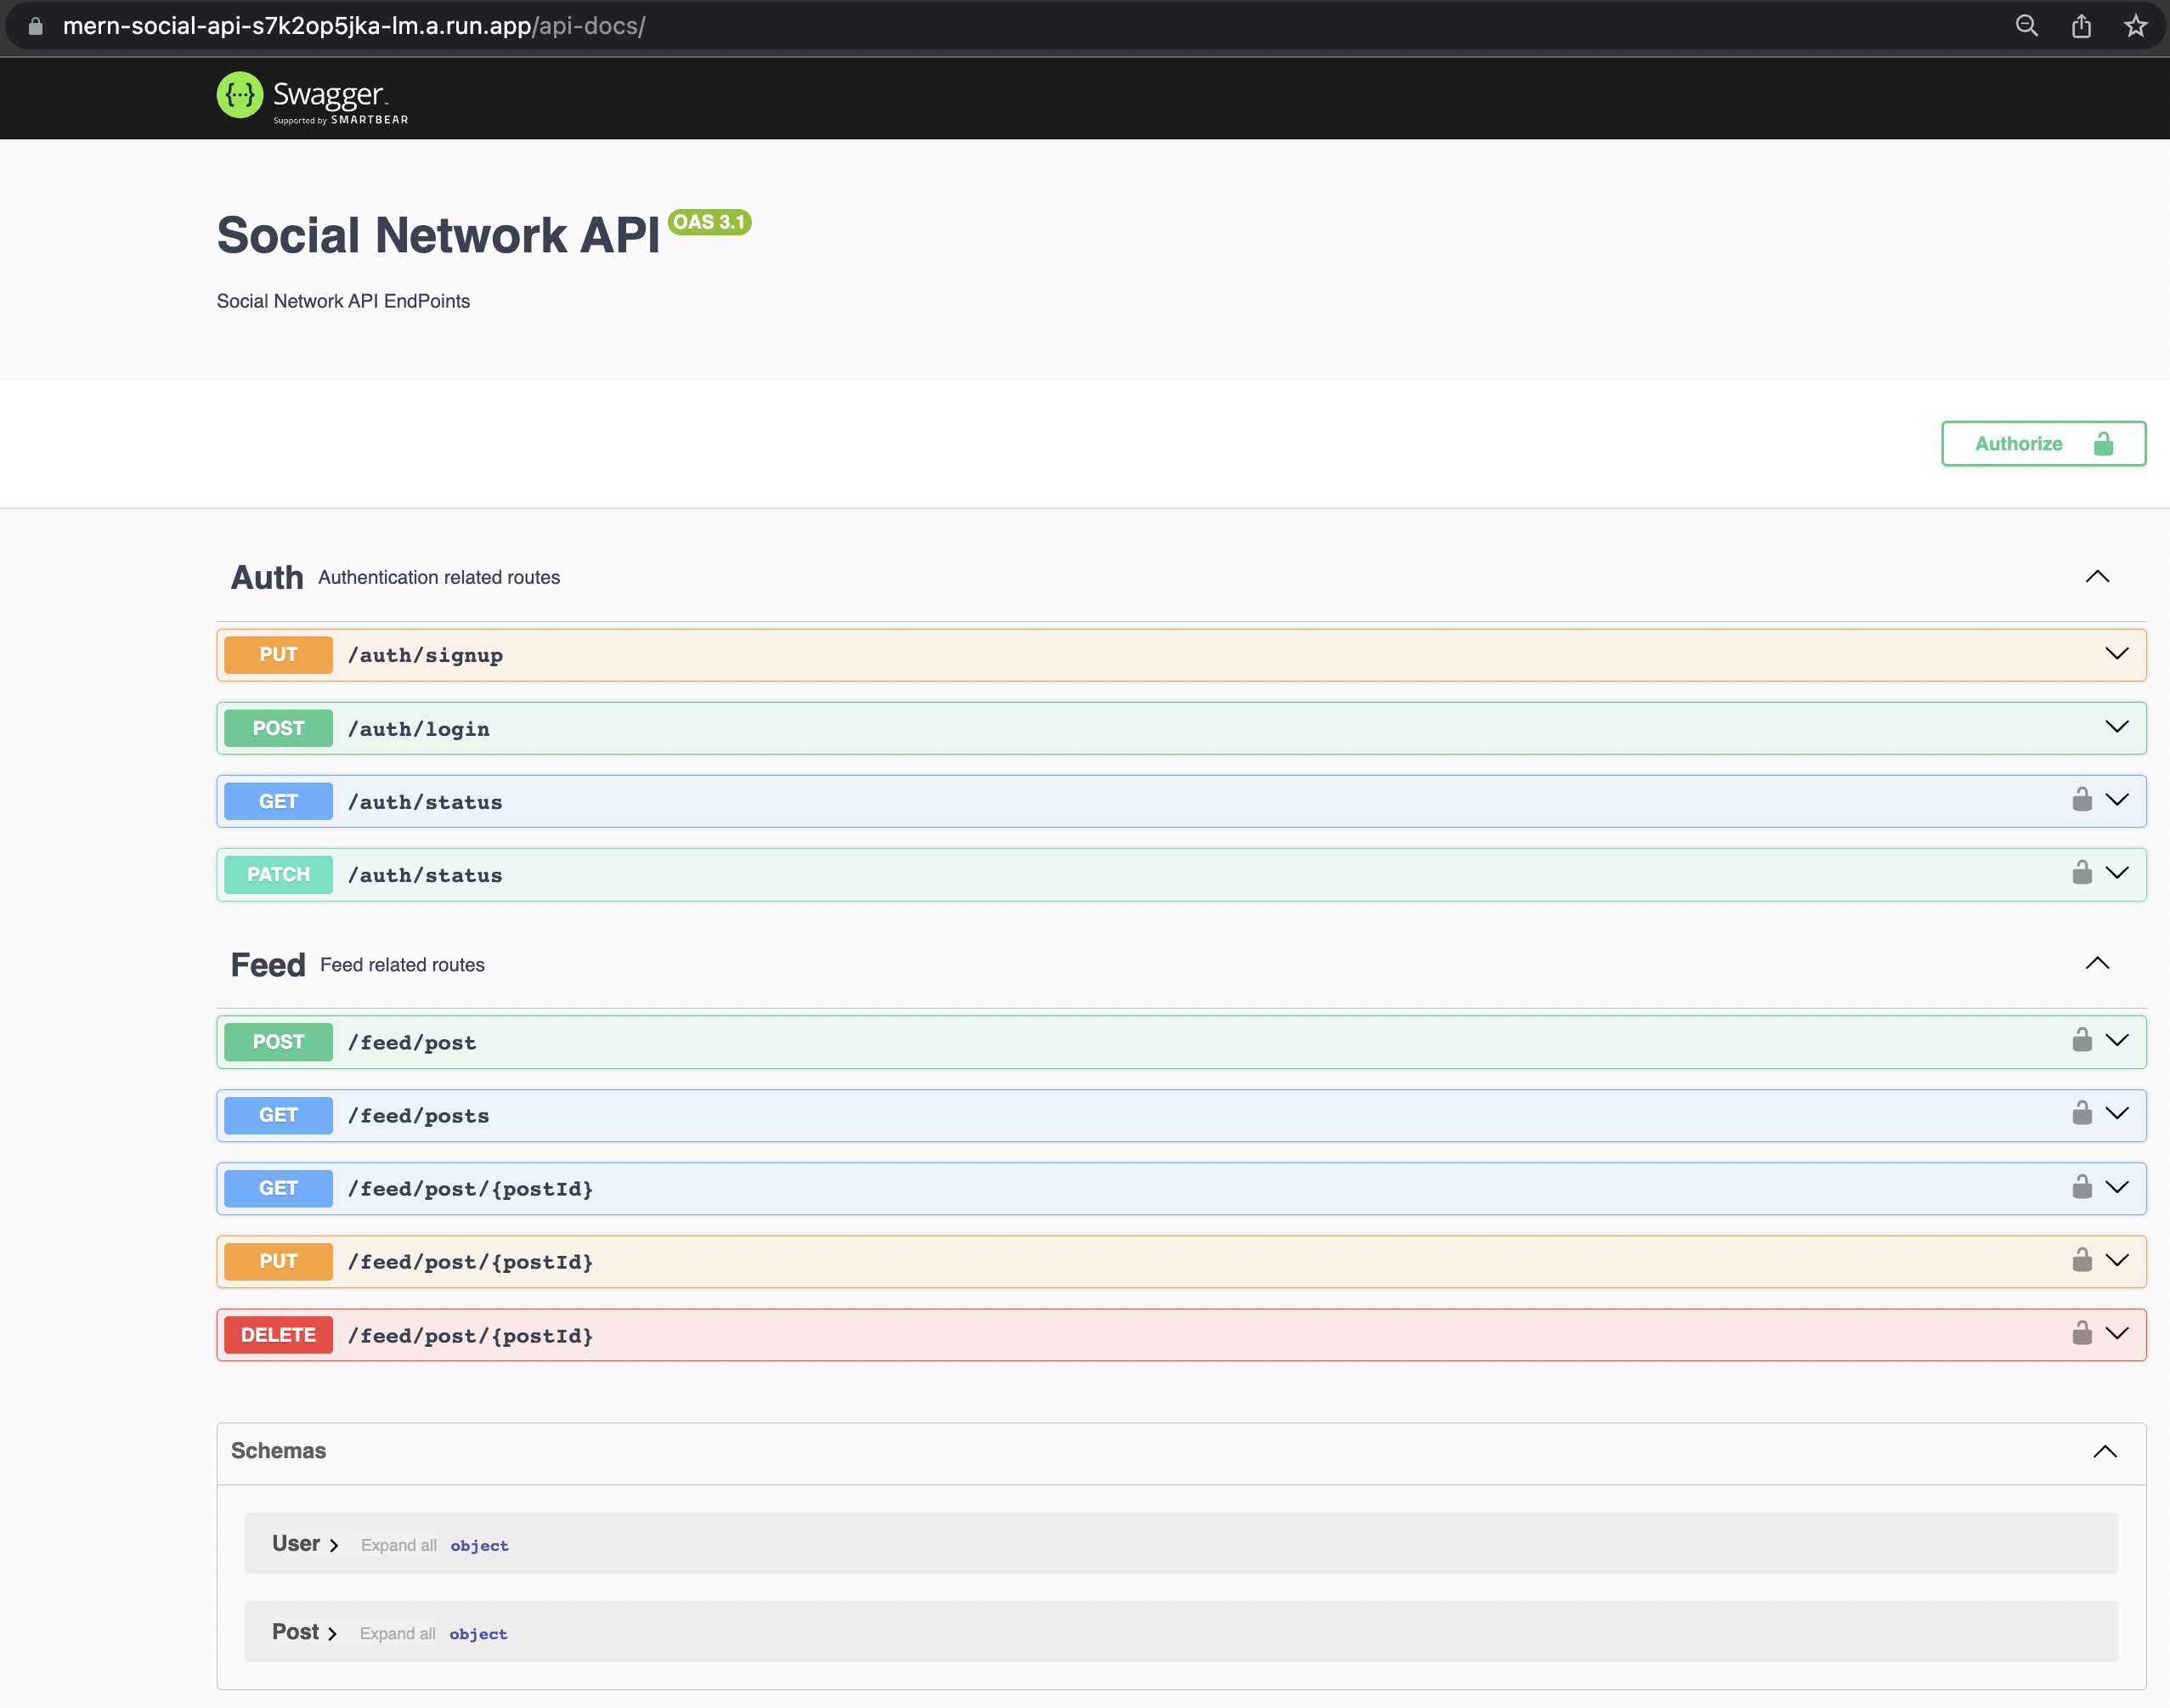 mern-social-api-s7k2op5jka-lm.a.run.app/api-docs/
{···} Swagger
Supported by SMARTBEAR
Social Network API OAS 3.1
Social Network API EndPoints
Authorize
Auth Authentication related routes
PUT /auth/signup
POST /auth/login
GET /auth/status
PATCH /auth/status
Feed Feed related routes
POST /feed/post
GET /feed/posts
GET /feed/post/{postId}
PUT /feed/post/{postId}
DELETE /feed/post/{postId}
Schemas
User Expand all object
Post Expand all object